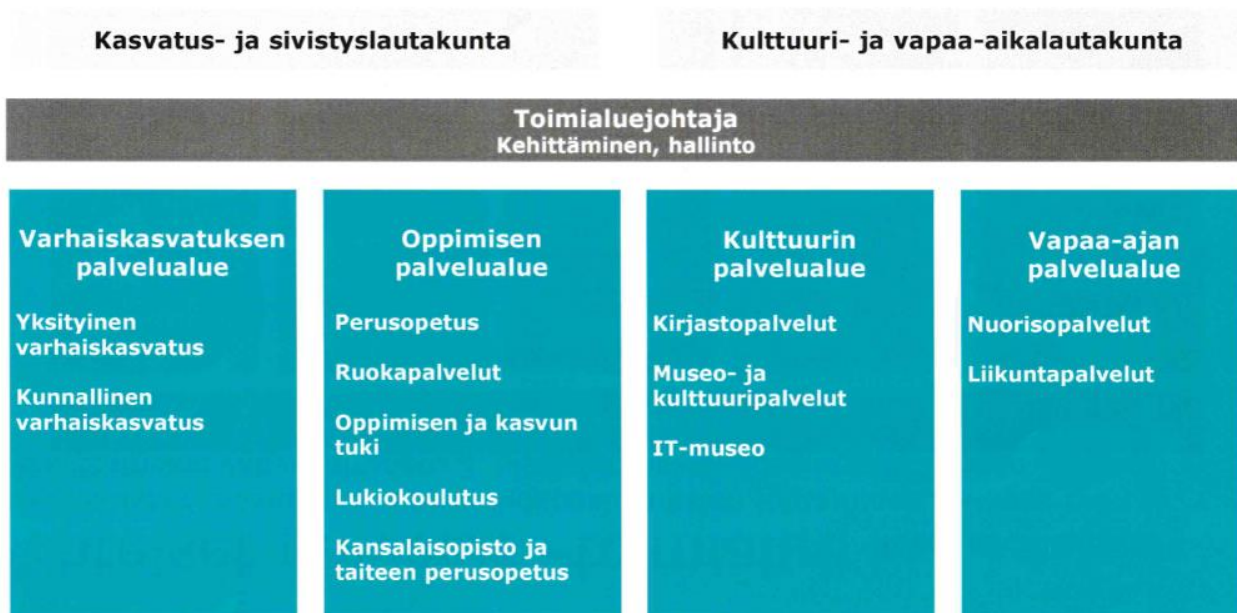 Kasvatus- ja sivistyslautakunta
Kulttuuri- ja vapaa-aikalautakunta
Toimialuejohtaja
Kehittäminen, hallinto
Varhaiskasvatuksen
palvelualue
Yksityinen
varhaiskasvatus
Kunnallinen
varhaiskasvatus
Oppimisen
palvelualue
Perusopetus
Ruokapalvelut
Oppimisen ja kasvun
tuki
Lukiokoulutus
Kansalaisopisto ja
taiteen perusopetus
Kulttuurin
palvelualue
Kirjastopalvelut
Museo- ja
kulttuuripalvelut
IT-museo
Vapaa-ajan
palvelualue
Nuorisopalvelut
Liikuntapalvelut